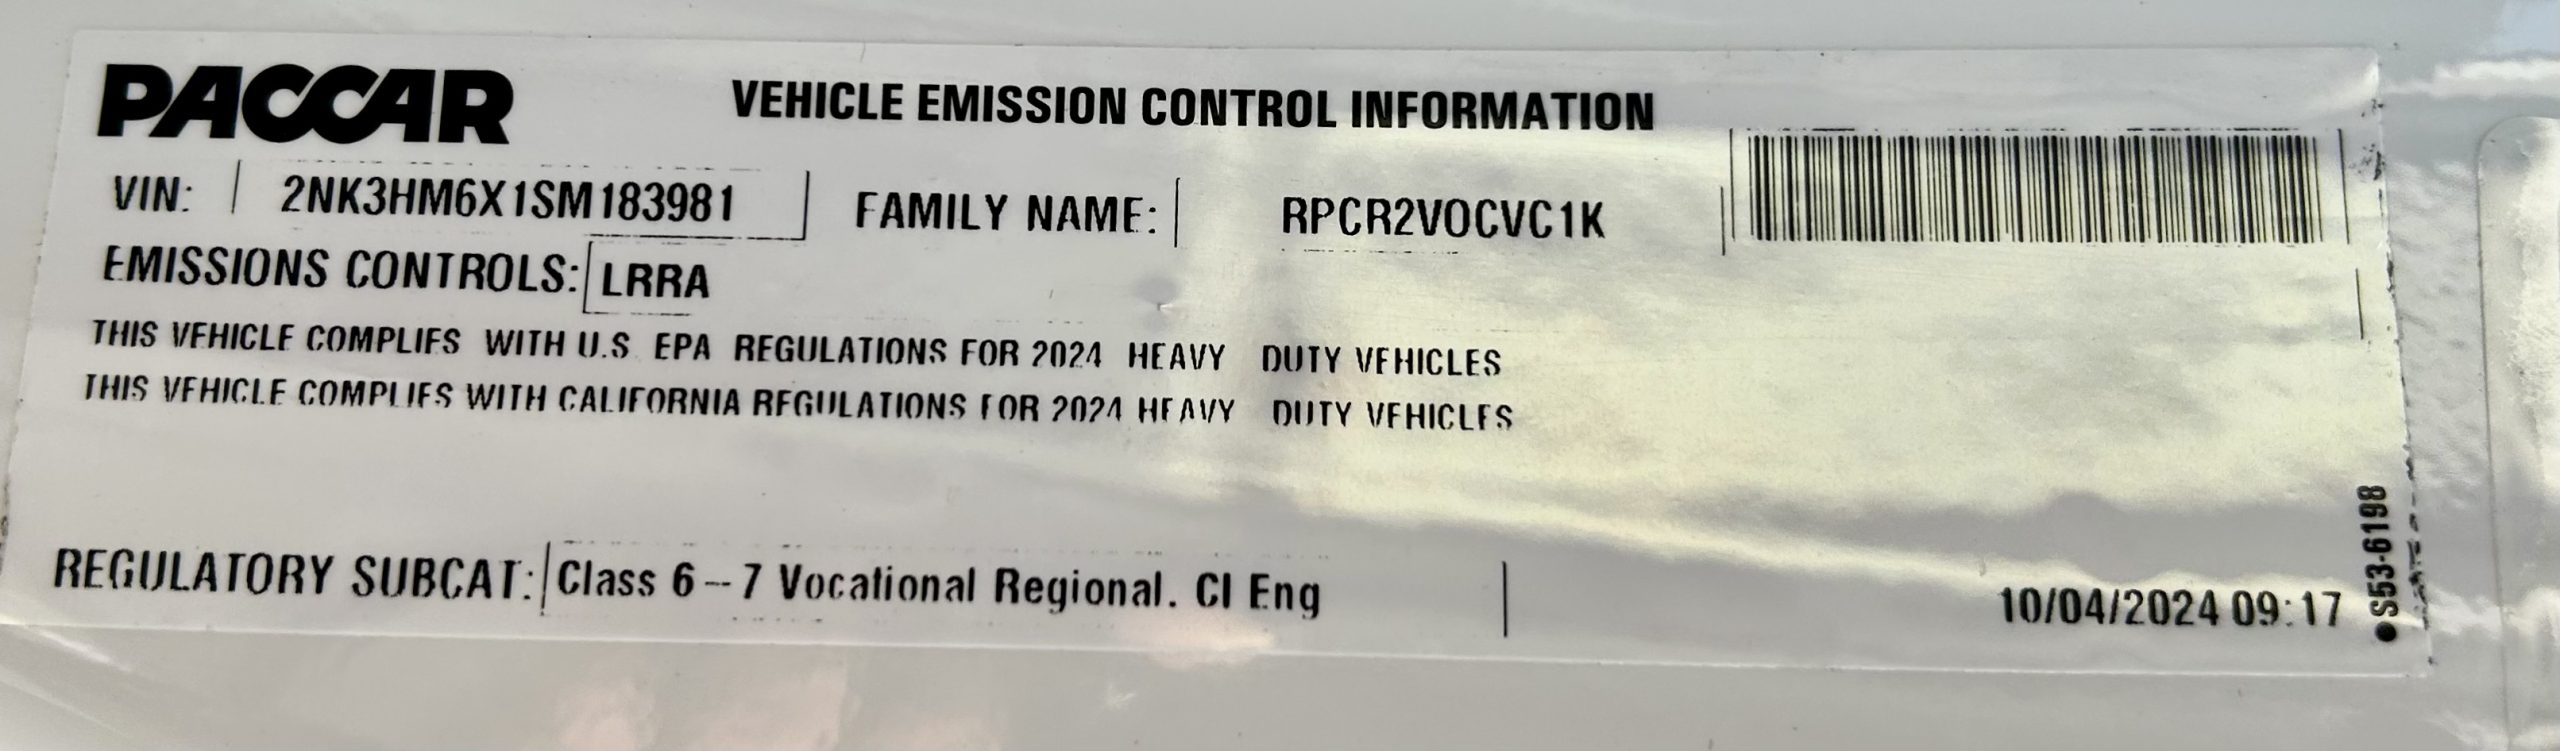 PACCAR
VEHICLE EMISSION CONTROL INFORMATION
VIN: 2NK3HM6X1SM183981 FAMILY NAME: RPCR2VOCVC1K
EMISSIONS CONTROLS: LRRA
THIS VEHICLE COMPLIES WITH U.S EPA REGULATIONS FOR 2024 HEAVY DUTY VEHICLES
THIS VEHICLE COMPLIES WITH CALIFORNIA REGULATIONS FOR 2024 HEAVY DUTY VEHICLES
REGULATORY SUBCAT: Class 6--7 Vocational Regional. CI Eng
10/04/2024 09:17
●S53-6198